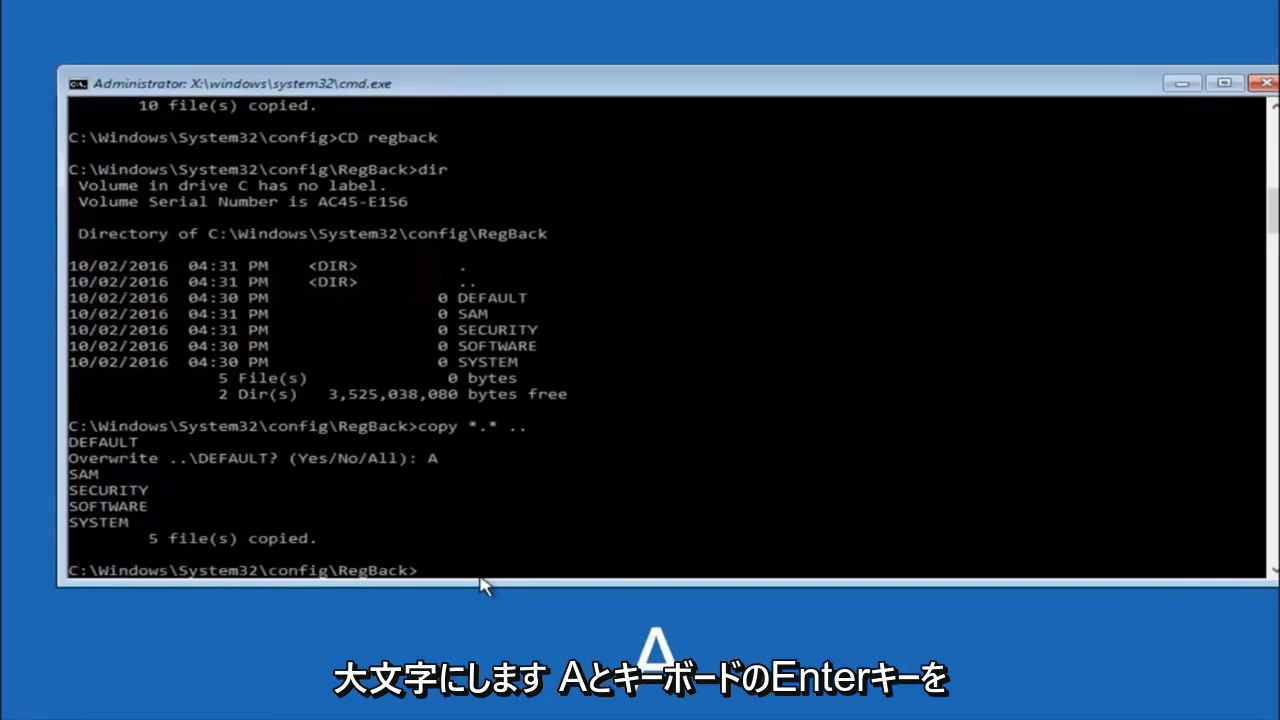 Administrator: X:\windows\system32\cmd.exe
10 file(s) copied.
C:\Windows\System32\config>CD regback
C:\Windows\System32\config\RegBack>dir
Volume in drive C has no label.
Volume Serial Number is AC45-E156
Directory of C:\Windows\System32\config\RegBack
10/02/2016 04:31 PM <DIR> .
10/02/2016 04:31 PM <DIR> ..
10/02/2016 04:30 PM 0 DEFAULT
10/02/2016 04:31 PM 0 SAM
10/02/2016 04:31 PM 0 SECURITY
10/02/2016 04:30 PM 0 SOFTWARE
10/02/2016 04:30 PM 0 SYSTEM
5 File(s) 0 bytes
2 Dir(s) 3,525,038,080 bytes free
C:\Windows\System32\config\RegBack>copy *.* ..
DEFAULT
Overwrite ..\DEFAULT? (Yes/No/All): A
SAM
SECURITY
SOFTWARE
SYSTEM
5 file(s) copied.
C:\Windows\System32\config\RegBack>
A
大文字にします AとキーボードのEnterキーを